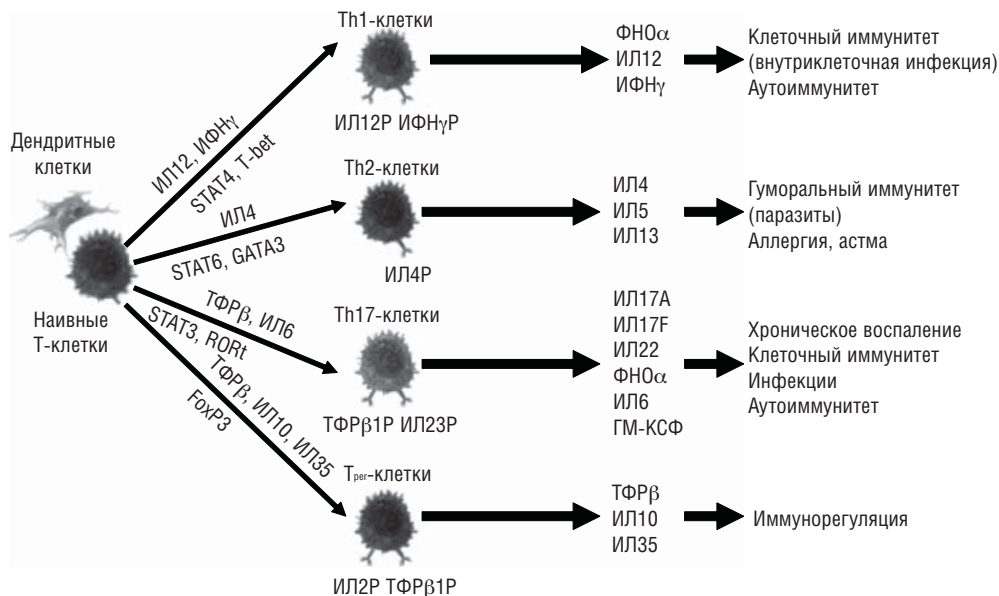 Дендритные
клетки
Наивные
Т-клетки
ИЛ12, ИФНγ
STAT4, T-bet
Th1-клетки
ИЛ12Р ИФНγР
ФНОα
ИЛ12
ИФНγ
Клеточный иммунитет
(внутриклеточная инфекция)
Аутоиммунитет
ИЛ4
STAT6, GATA3
Th2-клетки
ИЛ4Р
ИЛ4
ИЛ5
ИЛ13
Гуморальный иммунитет
(паразиты)
Аллергия, астма
ТФРβ, ИЛ6
STAT3, RORt
Th17-клетки
ТФРβ1Р ИЛ23Р
ИЛ17А
ИЛ17F
ИЛ22
ФНОα
ИЛ6
ГМ-КСФ
Хроническое воспаление
Клеточный иммунитет
Инфекции
Аутоиммунитет
ТФРβ, ИЛ10, ИЛ35
FoxP3
Трег-клетки
ИЛ2Р ТФРβ1Р
ТФРβ
ИЛ10
ИЛ35
Иммунорегуляция